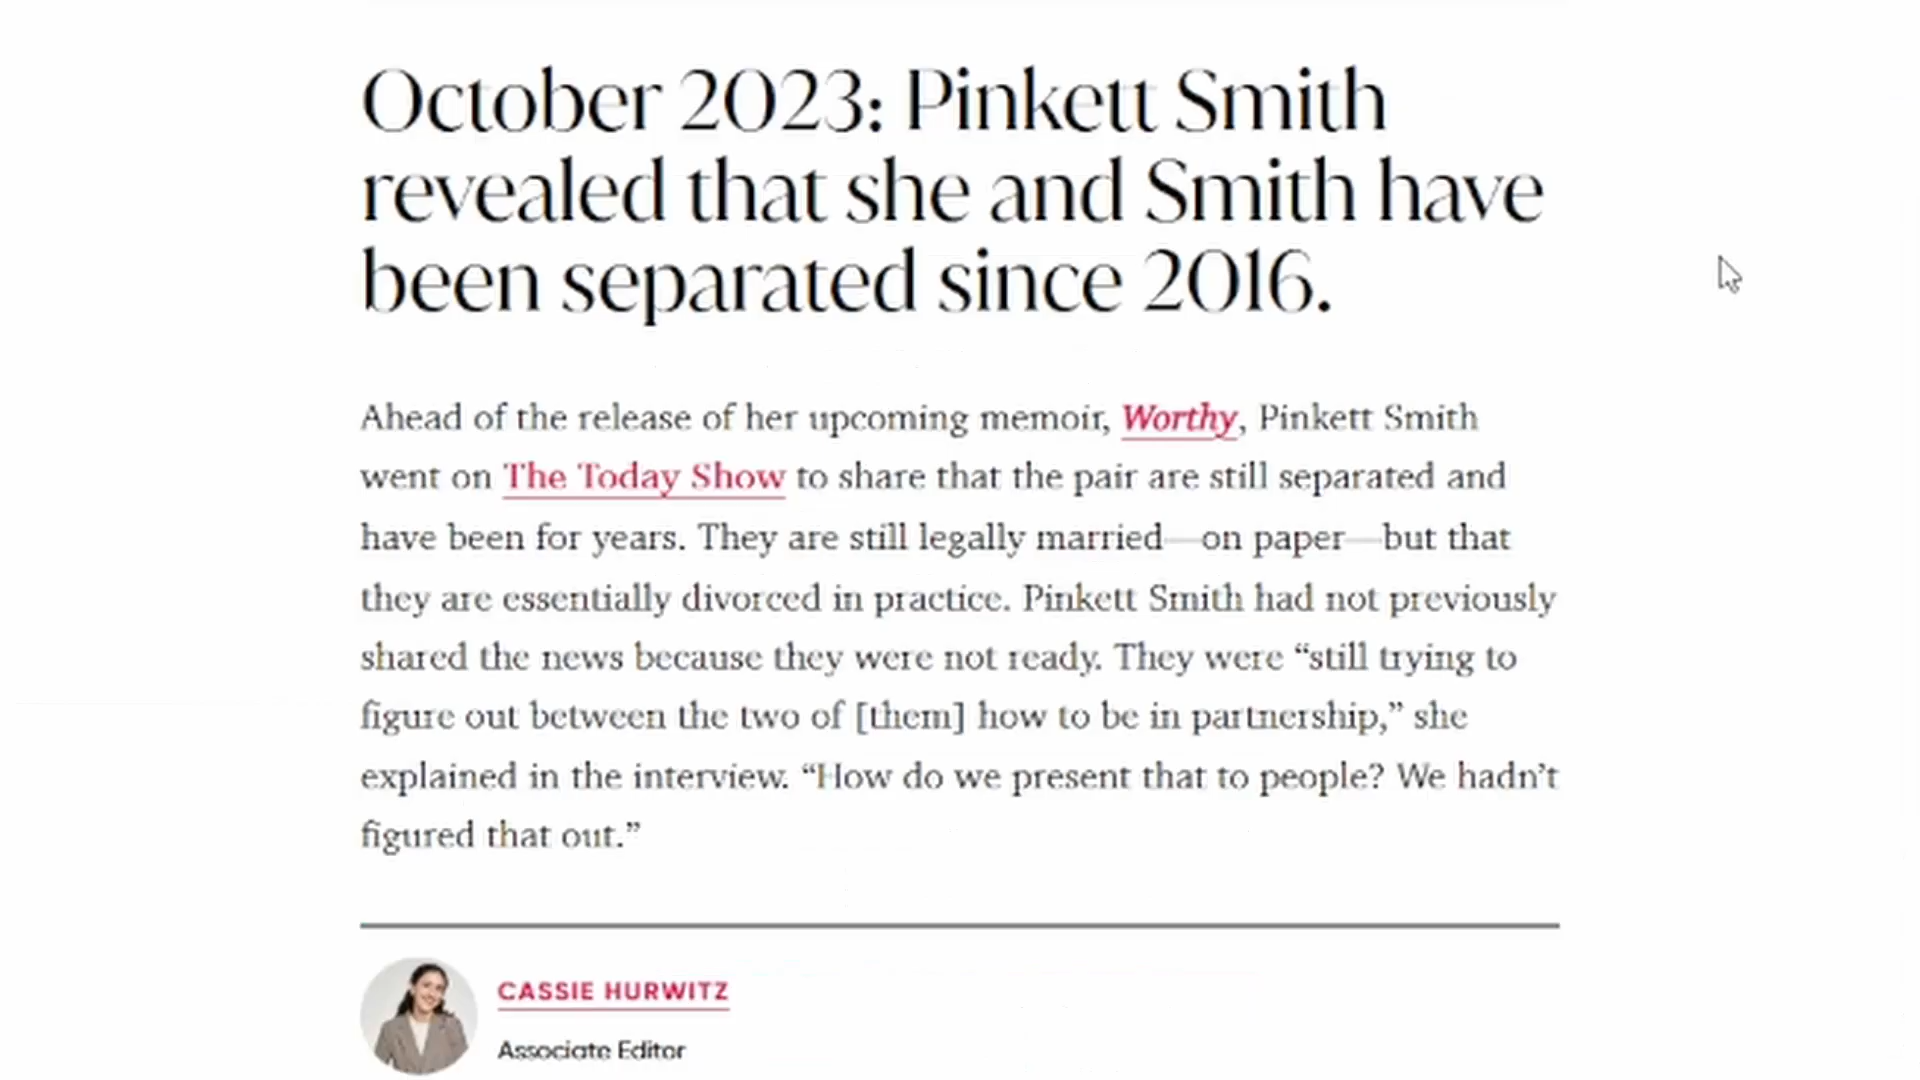 October 2023: Pinkett Smith
revealed that she and Smith have
been separated since 2016.
Ahead of the release of her upcoming memoir, Worthy, Pinkett Smith
went on The Today Show to share that the pair are still separated and
have been for years. They are still legally married—on paper—but that
they are essentially divorced in practice. Pinkett Smith had not previously
shared the news because they were not ready. They were “still trying to
figure out between the two of [them] how to be in partnership,” she
explained in the interview. “How do we present that to people? We hadn’t
figured that out.”
CASSIE HURWITZ
Associate Editor